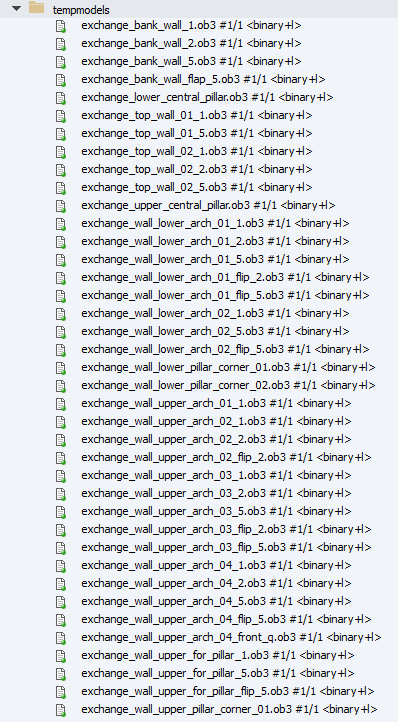 tempmodels
exchange_bank_wall_1.ob3 #1/1 <binary+l>
exchange_bank_wall_2.ob3 #1/1 <binary+l>
exchange_bank_wall_5.ob3 #1/1 <binary+l>
exchange_bank_wall_flap_5.ob3 #1/1 <binary+l>
exchange_lower_central_pillar.ob3 #1/1 <binary+l>
exchange_top_wall_01_1.ob3 #1/1 <binary+l>
exchange_top_wall_01_5.ob3 #1/1 <binary+l>
exchange_top_wall_02_1.ob3 #1/1 <binary+l>
exchange_top_wall_02_2.ob3 #1/1 <binary+l>
exchange_top_wall_02_5.ob3 #1/1 <binary+l>
exchange_upper_central_pillar.ob3 #1/1 <binary+l>
exchange_wall_lower_arch_01_1.ob3 #1/1 <binary+l>
exchange_wall_lower_arch_01_2.ob3 #1/1 <binary+l>
exchange_wall_lower_arch_01_5.ob3 #1/1 <binary+l>
exchange_wall_lower_arch_01_flip_2.ob3 #1/1 <binary+l>
exchange_wall_lower_arch_01_flip_5.ob3 #1/1 <binary+l>
exchange_wall_lower_arch_02_1.ob3 #1/1 <binary+l>
exchange_wall_lower_arch_02_5.ob3 #1/1 <binary+l>
exchange_wall_lower_arch_02_flip_5.ob3 #1/1 <binary+l>
exchange_wall_lower_pillar_corner_01.ob3 #1/1 <binary+l>
exchange_wall_lower_pillar_corner_02.ob3 #1/1 <binary+l>
exchange_wall_upper_arch_01_1.ob3 #1/1 <binary+l>
exchange_wall_upper_arch_02_1.ob3 #1/1 <binary+l>
exchange_wall_upper_arch_02_2.ob3 #1/1 <binary+l>
exchange_wall_upper_arch_02_flip_2.ob3 #1/1 <binary+l>
exchange_wall_upper_arch_03_1.ob3 #1/1 <binary+l>
exchange_wall_upper_arch_03_2.ob3 #1/1 <binary+l>
exchange_wall_upper_arch_03_5.ob3 #1/1 <binary+l>
exchange_wall_upper_arch_03_flip_2.ob3 #1/1 <binary+l>
exchange_wall_upper_arch_03_flip_5.ob3 #1/1 <binary+l>
exchange_wall_upper_arch_04_1.ob3 #1/1 <binary+l>
exchange_wall_upper_arch_04_2.ob3 #1/1 <binary+l>
exchange_wall_upper_arch_04_5.ob3 #1/1 <binary+l>
exchange_wall_upper_arch_04_flip_5.ob3 #1/1 <binary+l>
exchange_wall_upper_arch_04_front_q.ob3 #1/1 <binary+l>
exchange_wall_upper_for_pillar_1.ob3 #1/1 <binary+l>
exchange_wall_upper_for_pillar_5.ob3 #1/1 <binary+l>
exchange_wall_upper_for_pillar_flip_5.ob3 #1/1 <binary+l>
exchange_wall_upper_pillar_corner_01.ob3 #1/1 <binary+l>